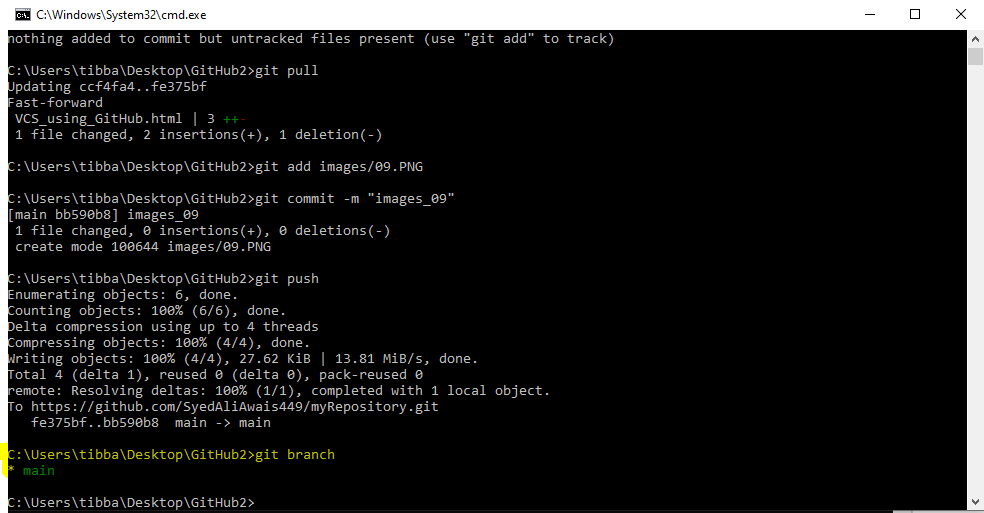 C:\Windows\System32\cmd.exe
nothing added to commit but untracked files present (use "git add" to track)
C:\Users\tibba\Desktop\GitHub2>git pull
Updating ccf4fa4..fe375bf
Fast-forward
VCS_using_GitHub.html | 3 ++-
1 file changed, 2 insertions(+), 1 deletion(-)
C:\Users\tibba\Desktop\GitHub2>git add images/09.PNG
C:\Users\tibba\Desktop\GitHub2>git commit -m "images_09"
[main bb590b8] images_09
1 file changed, 0 insertions(+), 0 deletions(-)
create mode 100644 images/09.PNG
C:\Users\tibba\Desktop\GitHub2>git push
Enumerating objects: 6, done.
Counting objects: 100% (6/6), done.
Delta compression using up to 4 threads
Compressing objects: 100% (4/4), done.
Writing objects: 100% (4/4), 27.62 KiB | 13.81 MiB/s, done.
Total 4 (delta 1), reused 0 (delta 0), pack-reused 0
remote: Resolving deltas: 100% (1/1), completed with 1 local object.
To https://github.com/SyedAliAwais449/myRepository.git
fe375bf..bb590b8  main -> main
C:\Users\tibba\Desktop\GitHub2>git branch
* main
C:\Users\tibba\Desktop\GitHub2>